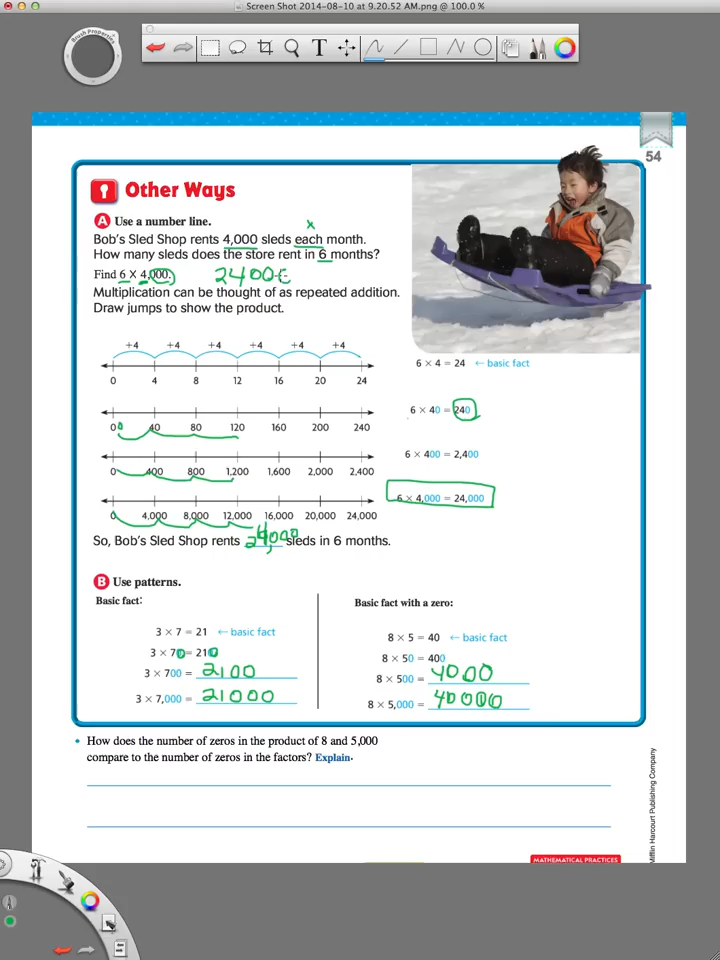 Screen Shot 2014-08-10 at 9.20.52 AM.png @ 100.0 %
Brush Properties
54
Other Ways
A Use a number line.
x
Bob's Sled Shop rents 4,000 sleds each month.
How many sleds does the store rent in 6 months?
Find 6 × 4,000. 24000
Multiplication can be thought of as repeated addition.
Draw jumps to show the product.
+4 +4 +4 +4 +4 +4
0 4 8 12 16 20 24
6 × 4 = 24 ← basic fact
0 40 80 120 160 200 240
6 × 40 = 240
0 400 800 1,200 1,600 2,000 2,400
6 × 400 = 2,400
0 4,000 8,000 12,000 16,000 20,000 24,000
6 × 4,000 = 24,000
So, Bob's Sled Shop rents 24,000 sleds in 6 months.
B Use patterns.
Basic fact:
3 × 7 = 21 ← basic fact
3 × 70 = 210
3 × 700 = 2100
3 × 7,000 = 21000
Basic fact with a zero:
8 × 5 = 40 ← basic fact
8 × 50 = 400
8 × 500 = 4000
8 × 5,000 = 40000
• How does the number of zeros in the product of 8 and 5,000
compare to the number of zeros in the factors? Explain.
Mifflin Harcourt Publishing Company
MATHEMATICAL PRACTICES